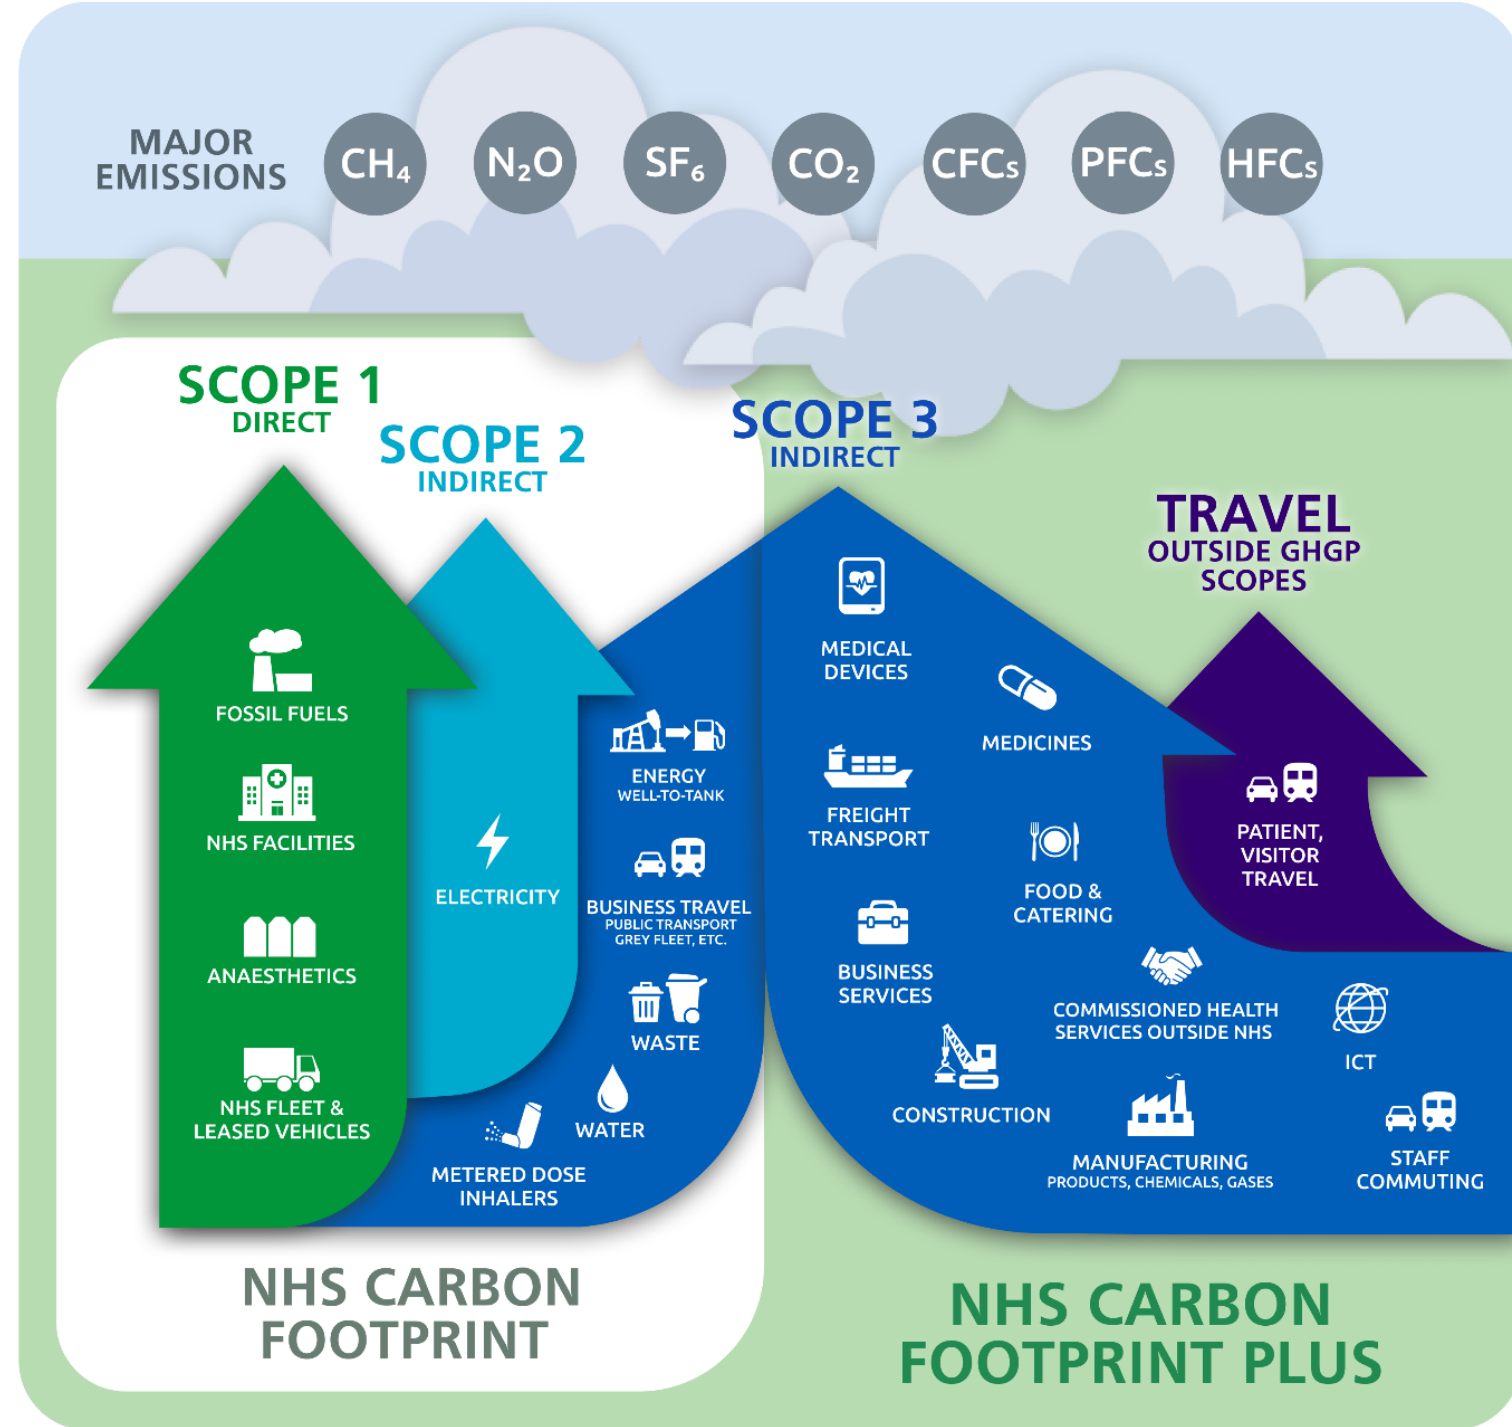 MAJOR
EMISSIONS
CH₄
N₂O
SF₆
CO₂
CFCs
PFCs
HFCs
SCOPE 1
DIRECT
SCOPE 2
INDIRECT
SCOPE 3
INDIRECT
TRAVEL
OUTSIDE GHGP
SCOPES
FOSSIL FUELS
NHS FACILITIES
ANAESTHETICS
NHS FLEET &
LEASED VEHICLES
ELECTRICITY
ENERGY
WELL-TO-TANK
BUSINESS TRAVEL
PUBLIC TRANSPORT
GREY FLEET, ETC.
WASTE
WATER
METERED DOSE
INHALERS
MEDICAL
DEVICES
MEDICINES
FREIGHT
TRANSPORT
FOOD &
CATERING
BUSINESS
SERVICES
COMMISSIONED HEALTH
SERVICES OUTSIDE NHS
CONSTRUCTION
MANUFACTURING
PRODUCTS, CHEMICALS, GASES
ICT
STAFF
COMMUTING
PATIENT,
VISITOR
TRAVEL
NHS CARBON
FOOTPRINT
NHS CARBON
FOOTPRINT PLUS